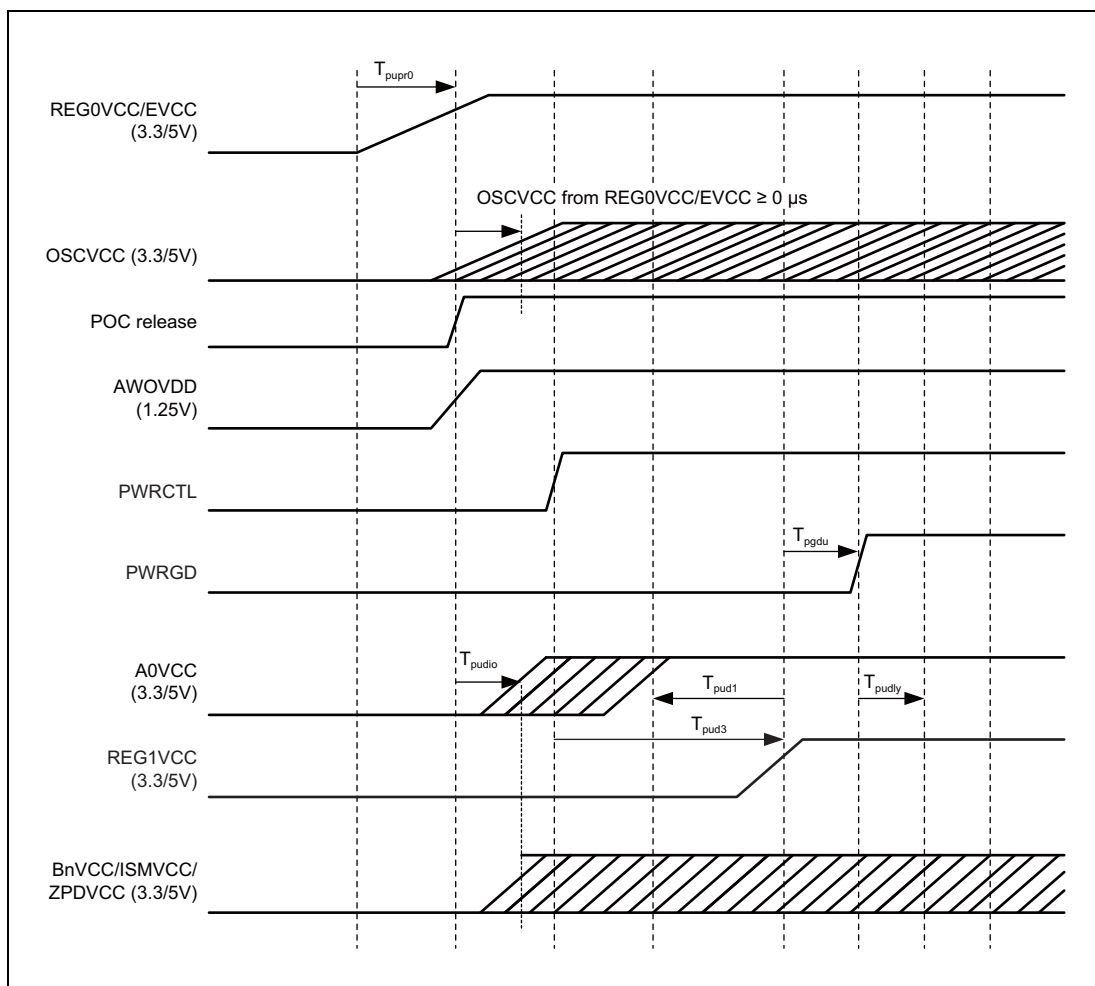 Tpupr0
REG0VCC/EVCC
(3.3/5V)
OSCVCC from REG0VCC/EVCC ≥ 0 µs
OSCVCC (3.3/5V)
POC release
AWOVDD
(1.25V)
PWRCTL
Tpgdu
PWRGD
Tpudio
A0VCC
(3.3/5V)
Tpud1
Tpudly
Tpud3
REG1VCC
(3.3/5V)
BnVCC/ISMVCC/
ZPDVCC (3.3/5V)